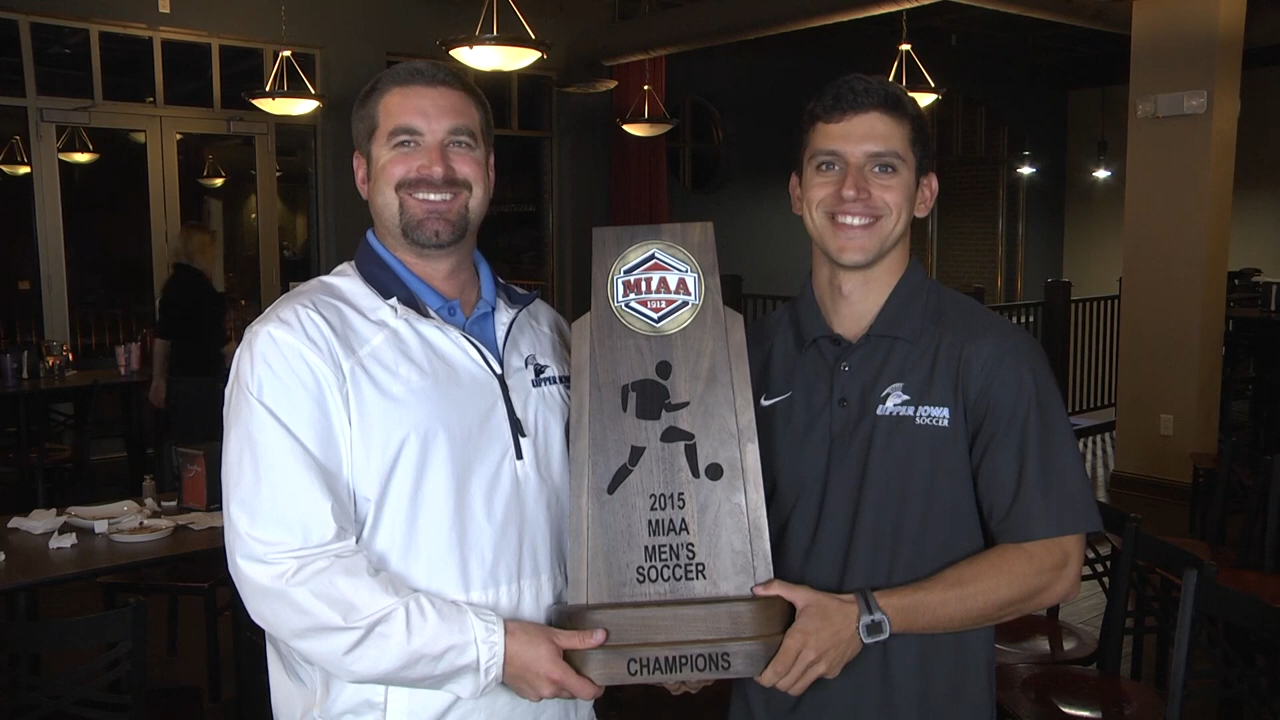 MIAA
1912
2015
MIAA
MEN'S
SOCCER
CHAMPIONS
UPPER IOWA
UPPER IOWA
SOCCER